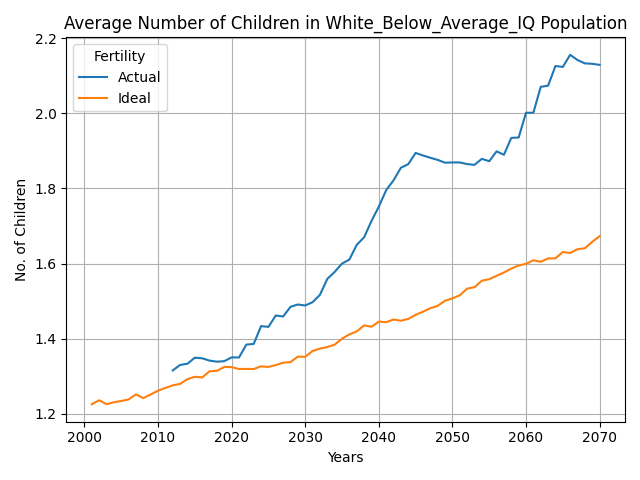 Average Number of Children in White_Below_Average_IQ Population
Fertility
Actual
Ideal
No. of Children
2.2
2.0
1.8
1.6
1.4
1.2
2000 2010 2020 2030 2040 2050 2060 2070
Years